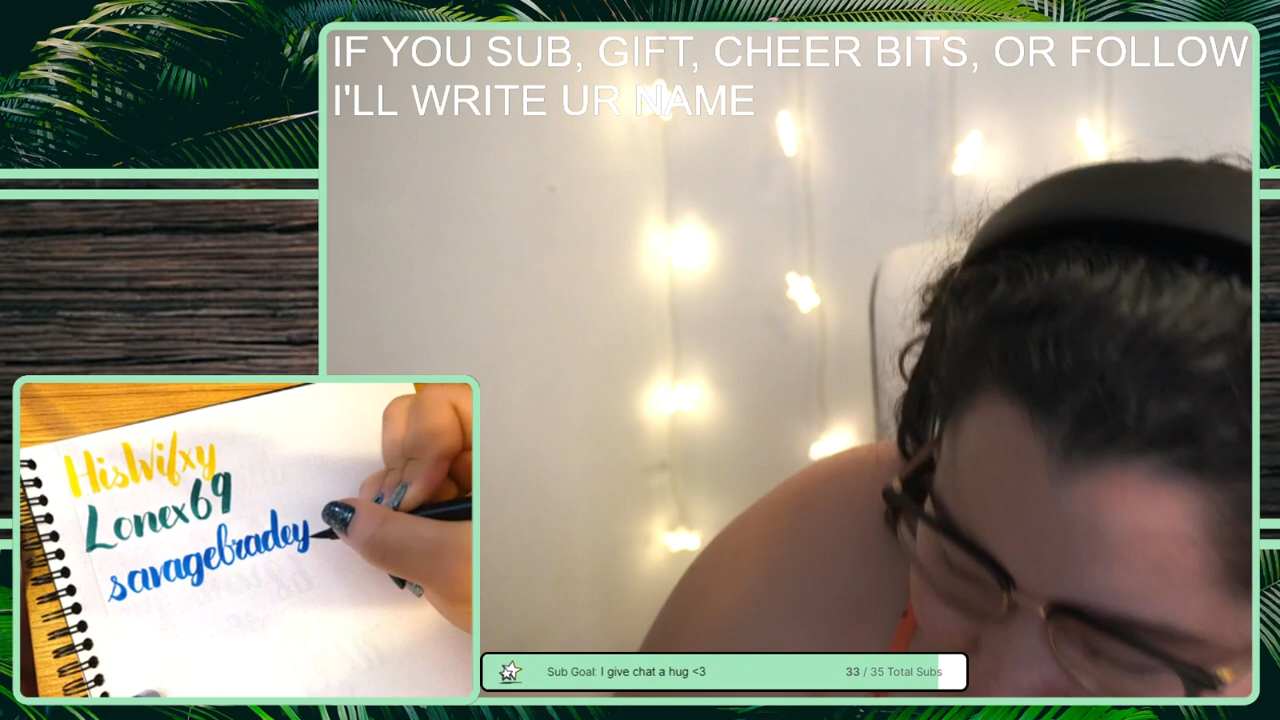 IF YOU SUB, GIFT, CHEER BITS, OR FOLLOW
I'LL WRITE UR NAME
HisWifxy
Lonex69
savagebradey
Sub Goal: I give chat a hug <3
33 / 35 Total Subs